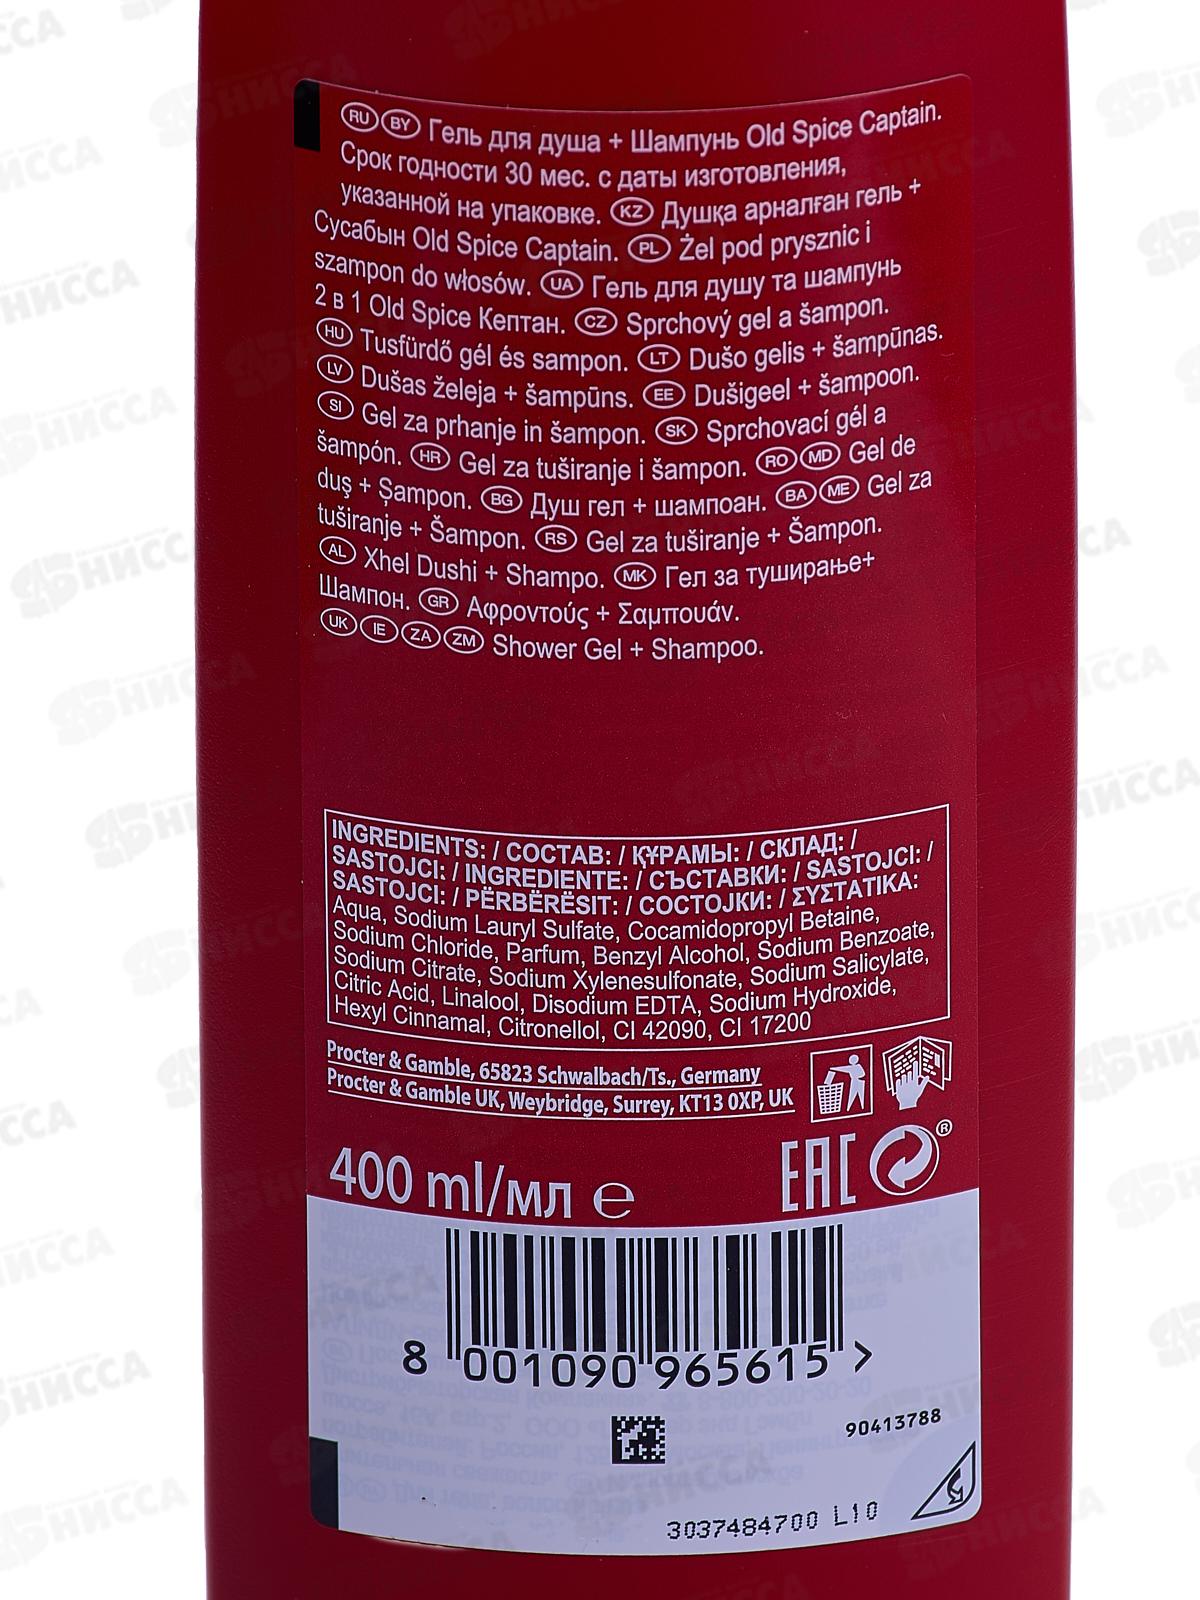 RU BY Гель для душа + Шампунь Old Spice Captain.
Срок годности 30 мес. с даты изготовления,
указанной на упаковке. KZ Душқа арналған гель +
Сусабын Old Spice Captain. PL Żel pod prysznic i
szampon do włosów. UA Гель для душу та шампунь
2 в 1 Old Spice Кептан. CZ Sprchový gel a šampon.
HU Tusfürdő gél és sampon. LT Dušo gelis + šampūnas.
LV Dušas želeja + šampūns. EE Dušigeel + šampoon.
SI Gel za prhanje in šampon. SK Sprchovací gél a
šampón. HR Gel za tuširanje i šampon. RO MD Gel de
duş + Șampon. BG Душ гел + шампоан. BA ME Gel za
tuširanje + Šampon. RS Gel za tuširanje + Šampon.
AL Xhel Dushi + Shampo. MK Гел за туширање+
Шампон. GR Αφροντούς + Σαμπουάν.
UK IE ZA ZM Shower Gel + Shampoo.
INGREDIENTS: / СОСТАВ: / ҚҰРАМЫ: / СКЛАД: /
SASTOJCI: / INGREDIENTE: / СЪСТАВКИ: / SASTOJCI: /
SASTOJCI: / PËRBËRËSIT: / СОСТОЈКИ: / ΣΥΣΤΑΤΙΚΑ:
Aqua, Sodium Lauryl Sulfate, Cocamidopropyl Betaine,
Sodium Chloride, Parfum, Benzyl Alcohol, Sodium Benzoate,
Sodium Citrate, Sodium Xylenesulfonate, Sodium Salicylate,
Citric Acid, Linalool, Disodium EDTA, Sodium Hydroxide,
Hexyl Cinnamal, Citronellol, CI 42090, CI 17200
Procter & Gamble, 65823 Schwalbach/Ts., Germany
Procter & Gamble UK, Weybridge, Surrey, KT13 0XP, UK
400 ml/мл ℮ EAC ®
8 001090 965615 >
90413788
3037484700 L10
НИССА